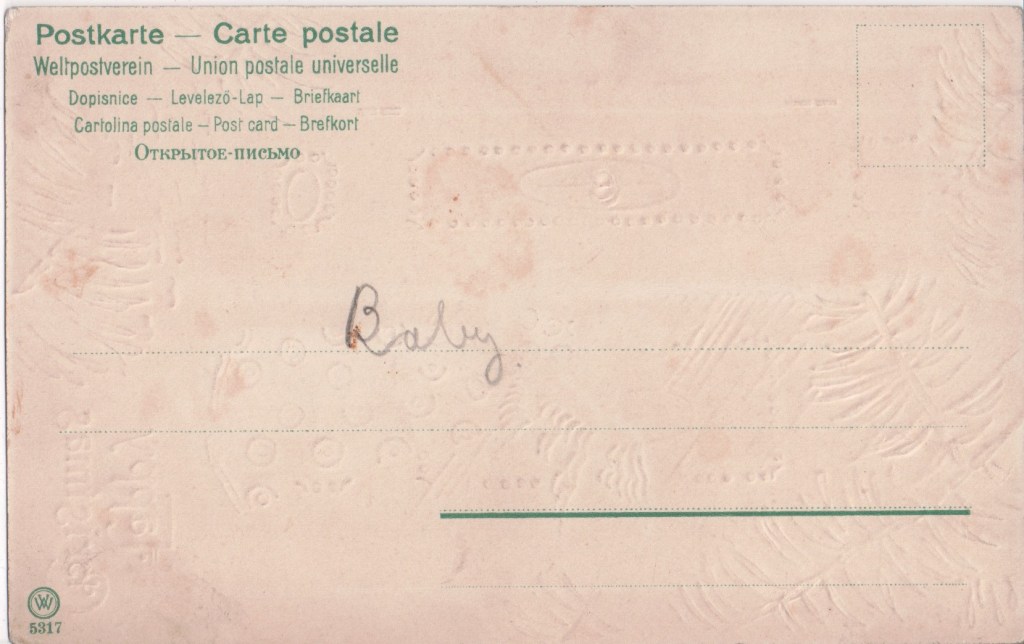 Postkarte — Carte postale
Weltpostverein — Union postale universelle
Dopisnice — Levelező-Lap — Briefkaart
Cartolina postale — Post card — Brefkort
Открытое-письмо
Baby
W
5317